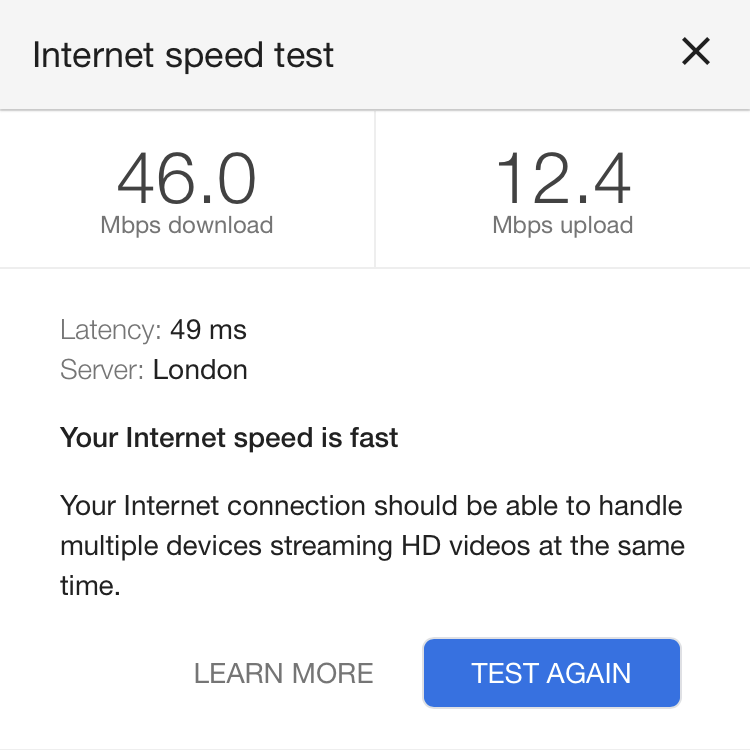 Internet speed test
46.0
Mbps download
12.4
Mbps upload
Latency: 49 ms
Server: London
Your Internet speed is fast
Your Internet connection should be able to handle
multiple devices streaming HD videos at the same
time.
LEARN MORE
TEST AGAIN